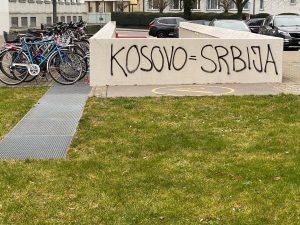 KOSOVO = SRBIJA